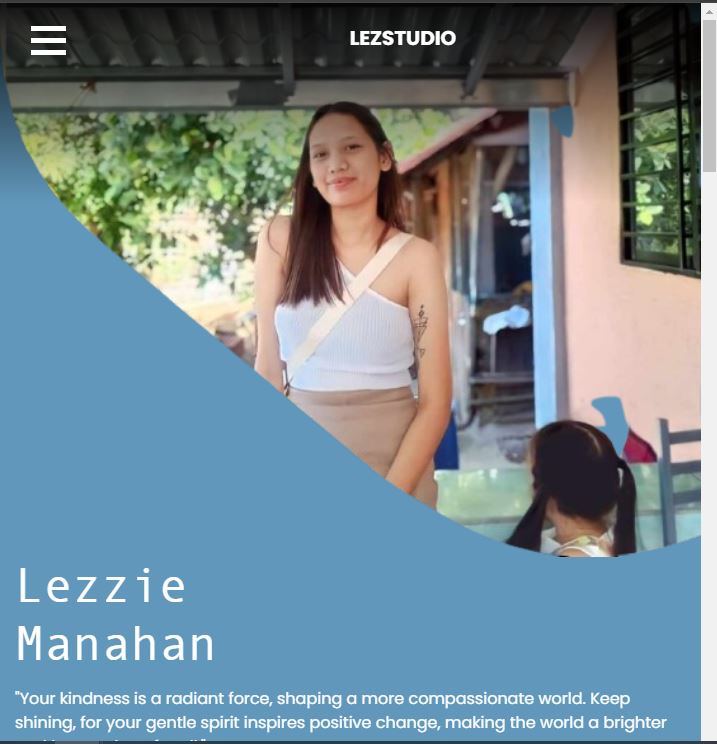 LEZSTUDIO
Lezzie
Manahan
"Your kindness is a radiant force, shaping a more compassionate world. Keep
shining, for your gentle spirit inspires positive change, making the world a brighter